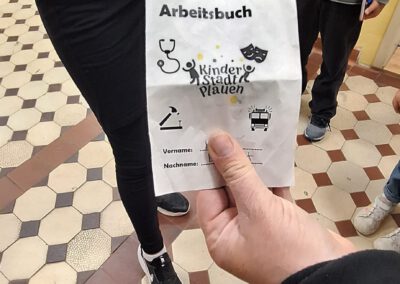 Arbeitsbuch
Kinder
Stadt
Plauen
Vorname:
Nachname: